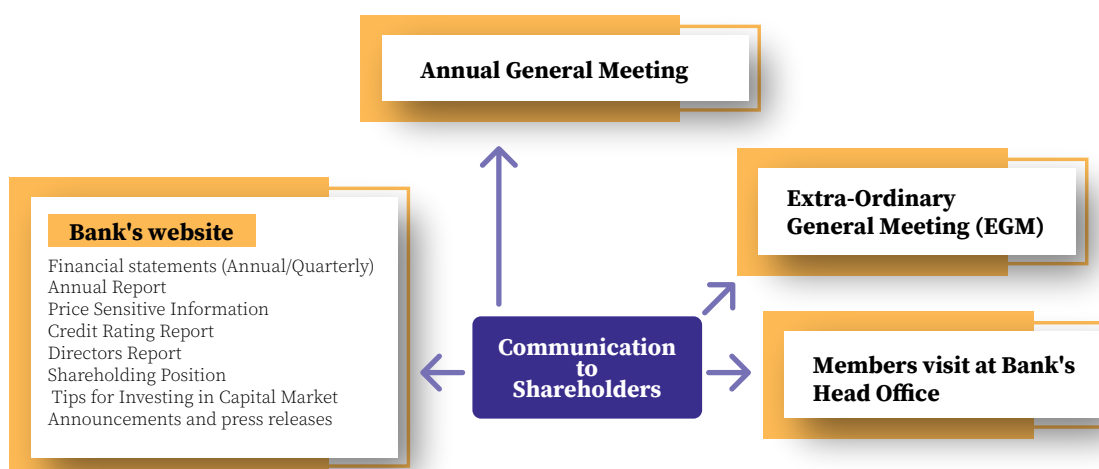 Annual General Meeting
Extra-Ordinary
General Meeting (EGM)
Bank's website
Financial statements (Annual/Quarterly)
Annual Report
Price Sensitive Information
Credit Rating Report
Directors Report
Shareholding Position
Tips for Investing in Capital Market
Announcements and press releases
Communication
to
Shareholders
Members visit at Bank's
Head Office